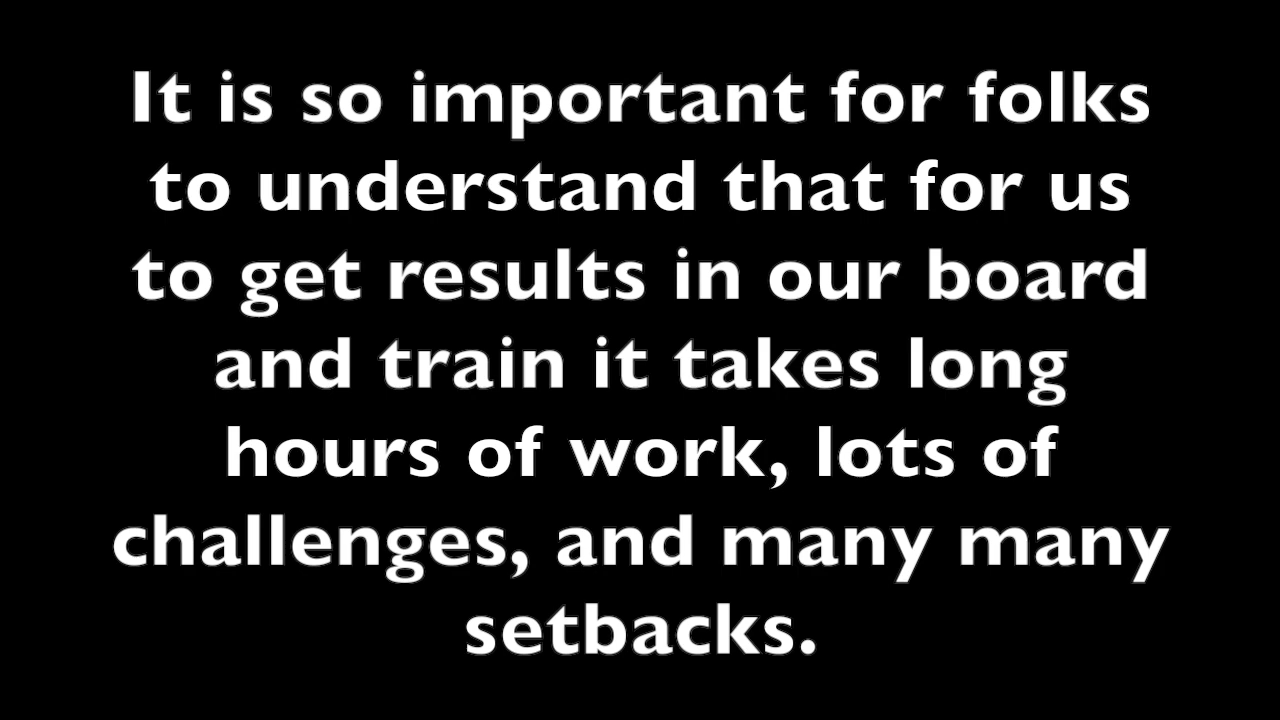 It is so important for folks
to understand that for us
to get results in our board
and train it takes long
hours of work, lots of
challenges, and many many
setbacks.